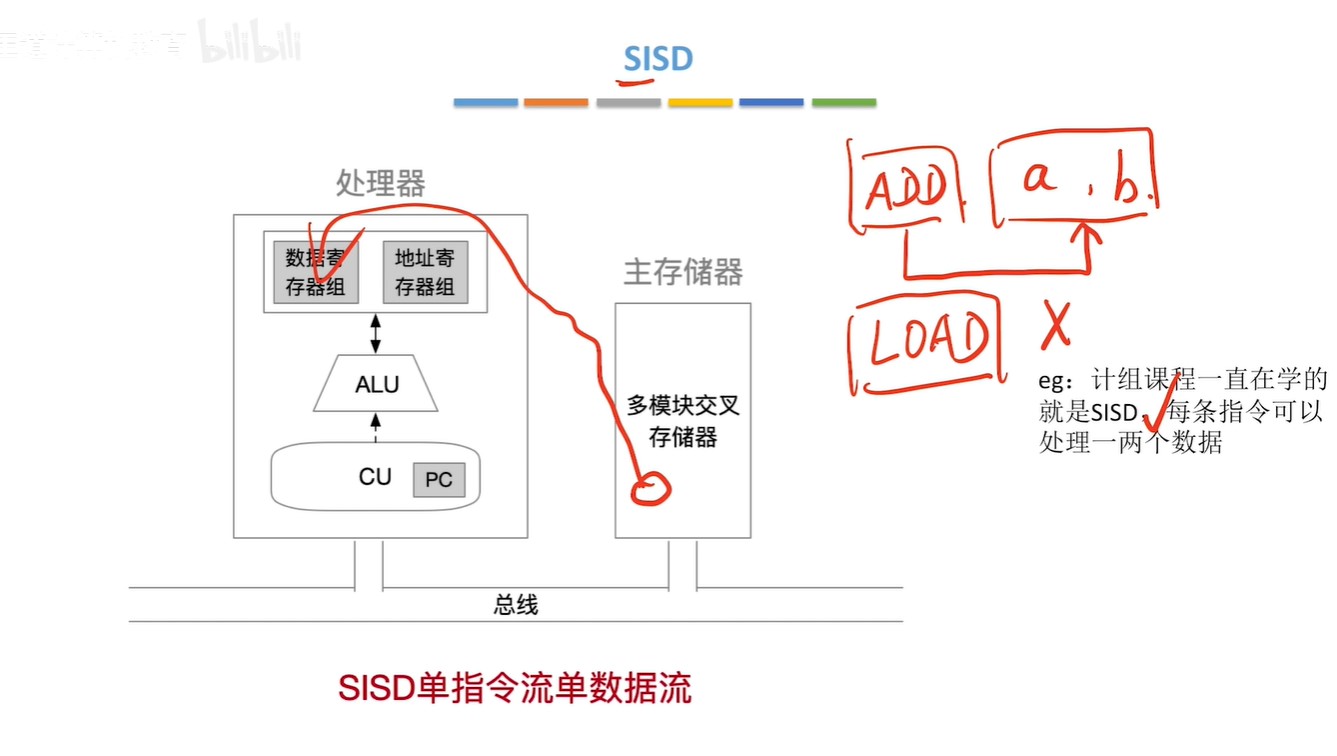 bilibili
SISD
ADD
a , b.
处理器
数据寄
存器组
地址寄
存器组
主存储器
LOAD
X
ALU
多模块交叉
存储器
eg：计组课程一直在学的
就是SISD，每条指令可以
处理一两个数据
CU
PC
总线
SISD单指令流单数据流